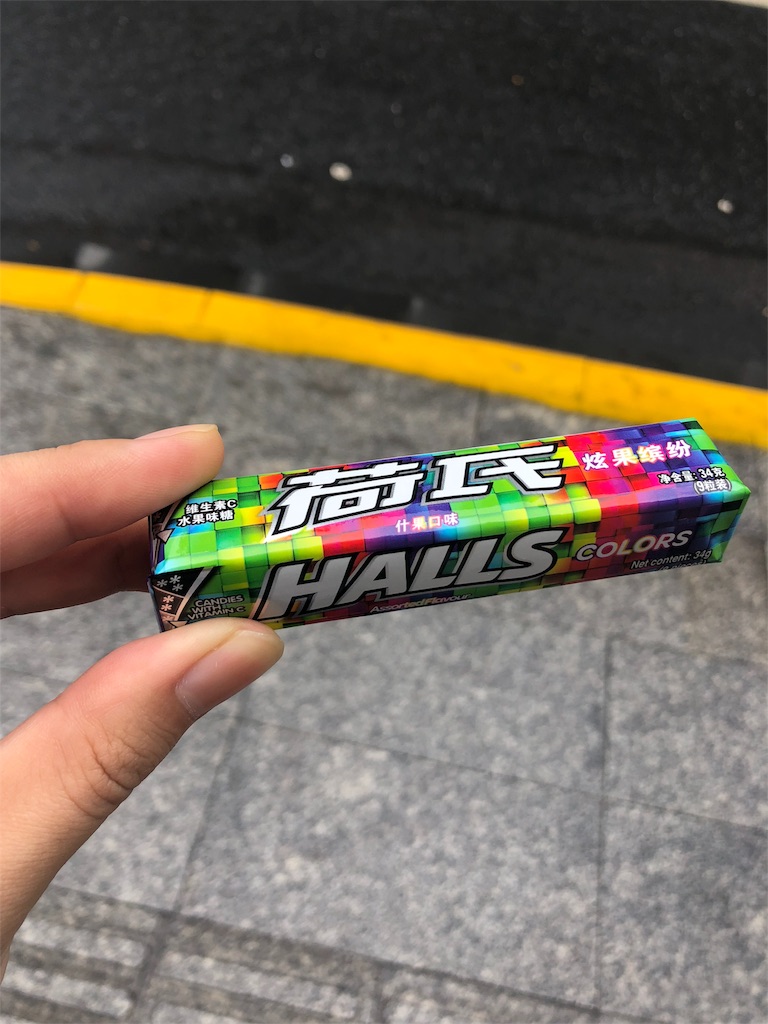 维生素C
水果味糖
荷氏
什果口味
炫果缤纷
净含量: 34克
(9粒装)
CANDIES
WITH
VITAMIN C
HALLS
Assorted Flavour
COLORS
Net content: 34g